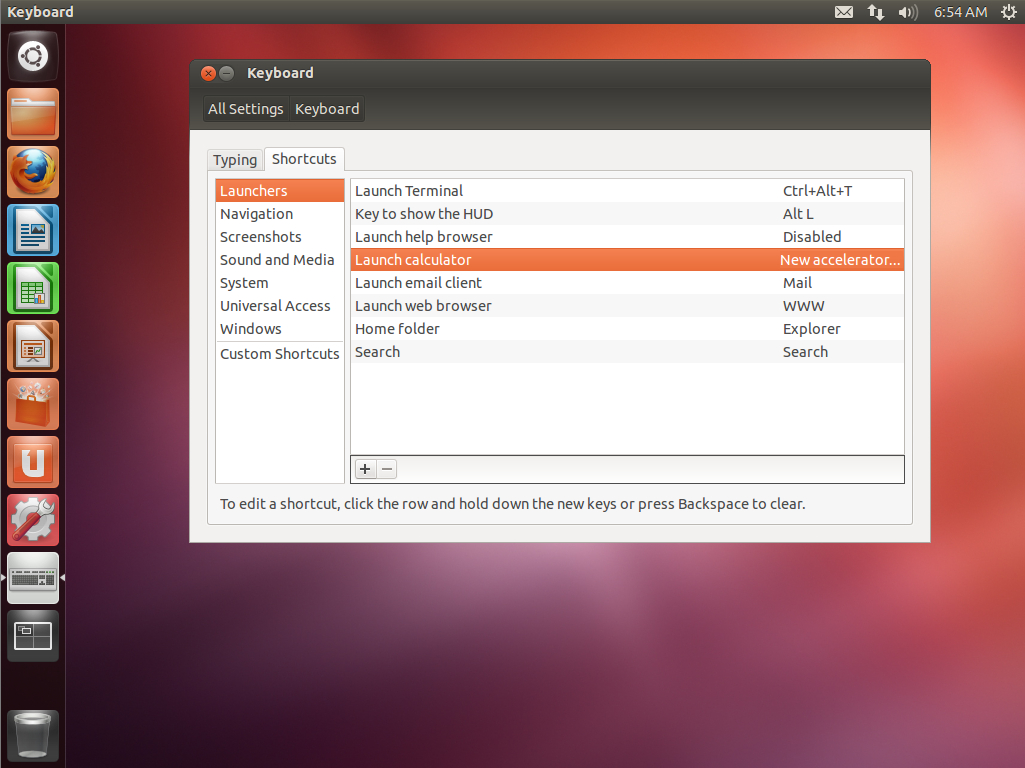 Keyboard 6:54 AM
Keyboard
All Settings Keyboard
Typing Shortcuts
Launchers Launch Terminal Ctrl+Alt+T
Navigation Key to show the HUD Alt L
Screenshots Launch help browser Disabled
Sound and Media Launch calculator New accelerator...
System Launch email client Mail
Universal Access Launch web browser WWW
Windows Home folder Explorer
Custom Shortcuts Search Search
To edit a shortcut, click the row and hold down the new keys or press Backspace to clear.